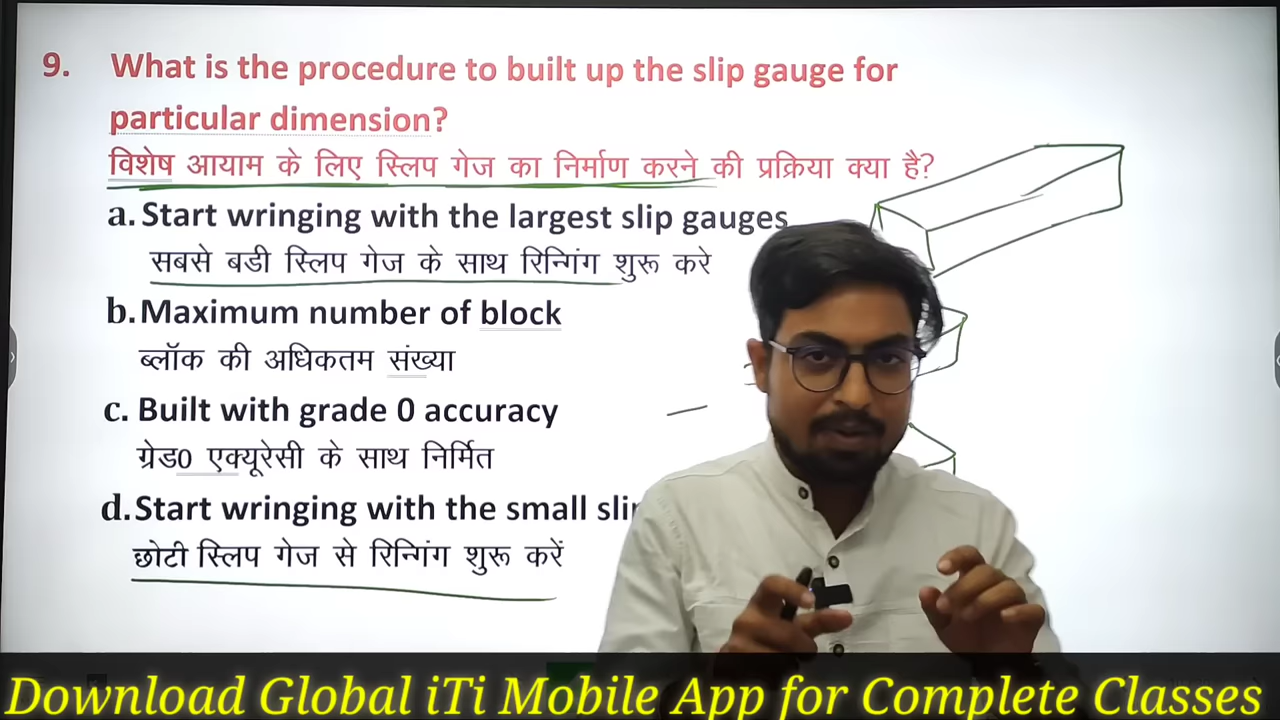 9. What is the procedure to built up the slip gauge for
particular dimension?
विशेष आयाम के लिए स्लिप गेज का निर्माण करने की प्रक्रिया क्या है?
a. Start wringing with the largest slip gauges
सबसे बडी स्लिप गेज के साथ रिन्गिंग शुरू करे
b. Maximum number of block
ब्लॉक की अधिकतम संख्या
c. Built with grade 0 accuracy
ग्रेड0 एक्यूरेसी के साथ निर्मित
d. Start wringing with the small
छोटी स्लिप गेज से रिन्गिंग शुरू करें
Download Global iTi Mobile App for Complete Classes